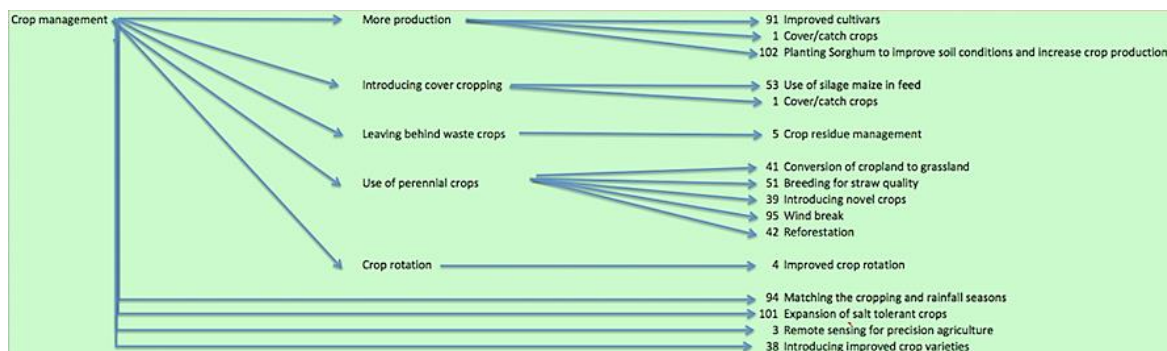 Crop management More production 91 Improved cultivars
1 Cover/catch crops
102 Planting Sorghum to improve soil conditions and increase crop production
Introducing cover cropping 53 Use of silage maize in feed
1 Cover/catch crops
Leaving behind waste crops 5 Crop residue management
41 Conversion of cropland to grassland
Use of perennial crops 51 Breeding for straw quality
39 Introducing novel crops
95 Wind break
42 Reforestation
Crop rotation 4 Improved crop rotation
94 Matching the cropping and rainfall seasons
101 Expansion of salt tolerant crops
3 Remote sensing for precision agriculture
38 Introducing improved crop varieties